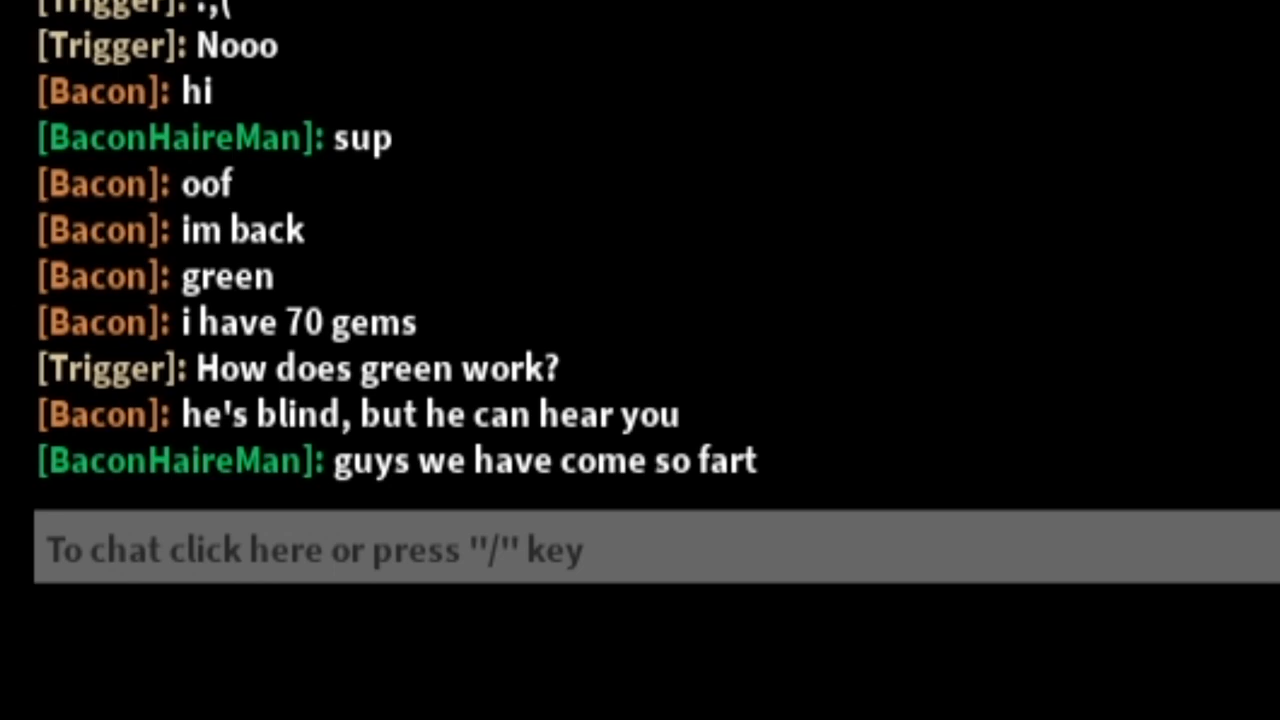 [Trigger]: :,(
[Trigger]: Nooo
[Bacon]: hi
[BaconHaireMan]: sup
[Bacon]: oof
[Bacon]: im back
[Bacon]: green
[Bacon]: i have 70 gems
[Trigger]: How does green work?
[Bacon]: he's blind, but he can hear you
[BaconHaireMan]: guys we have come so fart
To chat click here or press "/" key